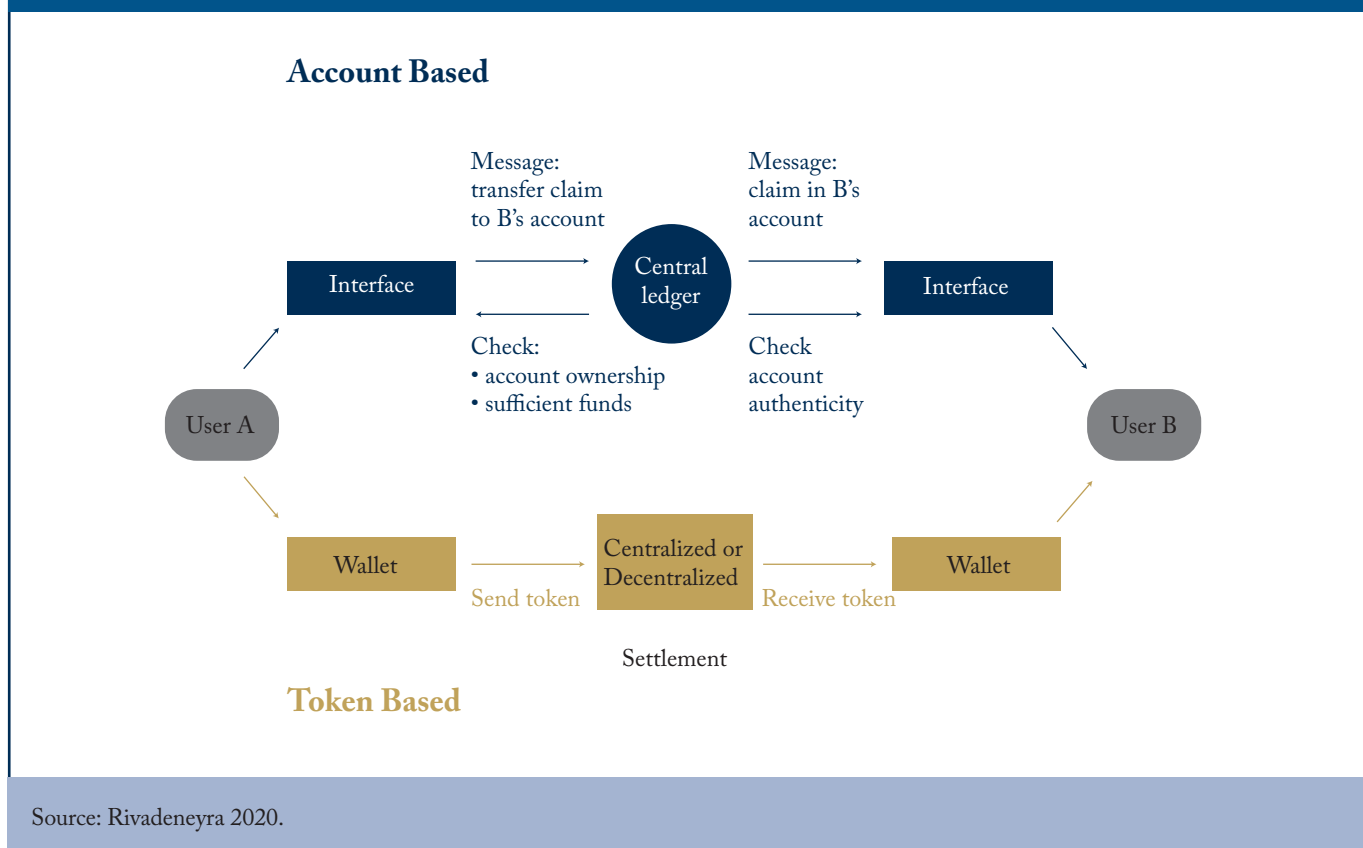 Account Based
Message:
transfer claim
to B's account
Message:
claim in B's
account
Interface
Central
ledger
Interface
Check:
• account ownership
• sufficient funds
Check
account
authenticity
User A
User B
Wallet
Send token
Centralized or
Decentralized
Receive token
Wallet
Settlement
Token Based
Source: Rivadeneyra 2020.